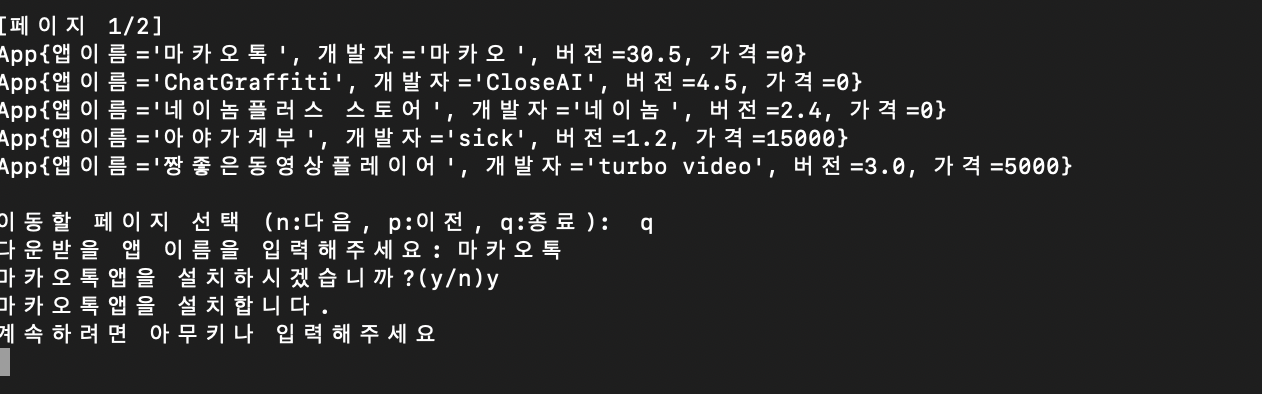 [페이지 1/2]
App{앱이름='마카오톡', 개발자='마카오', 버전=30.5, 가격=0}
App{앱이름='ChatGraffiti', 개발자='CloseAI', 버전=4.5, 가격=0}
App{앱이름='네이놈플러스 스토어', 개발자='네이놈', 버전=2.4, 가격=0}
App{앱이름='아야가계부', 개발자='sick', 버전=1.2, 가격=15000}
App{앱이름='짱좋은동영상플레이어', 개발자='turbo video', 버전=3.0, 가격=5000}
이동할 페이지 선택 (n:다음, p:이전, q:종료):  q
다운받을 앱 이름을 입력해주세요: 마카오톡
마카오톡앱을 설치하시겠습니까?(y/n)y
마카오톡앱을 설치합니다.
계속하려면 아무키나 입력해주세요